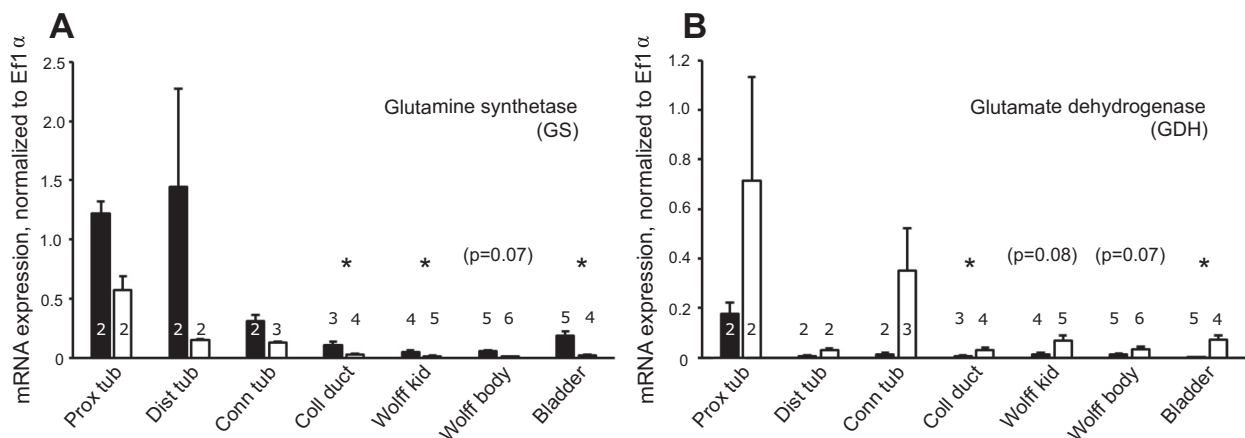 A
mRNA expression, normalized to Ef1 α
2.5
2.0
1.5
1.0
0.5
0
Glutamine synthetase
(GS)
* * (p=0.07) *
2 2 2 2 2 3 3 4 4 5 5 6 5 4
Prox tub
Dist tub
Conn tub
Coll duct
Wolff kid
Wolff body
Bladder
B
mRNA expression, normalized to Ef1 α
1.2
1.0
0.8
0.6
0.4
0.2
0
Glutamate dehydrogenase
(GDH)
* (p=0.08) (p=0.07) *
2 2 2 2 2 3 3 4 4 5 5 6 5 4
Prox tub
Dist tub
Conn tub
Coll duct
Wolff kid
Wolff body
Bladder